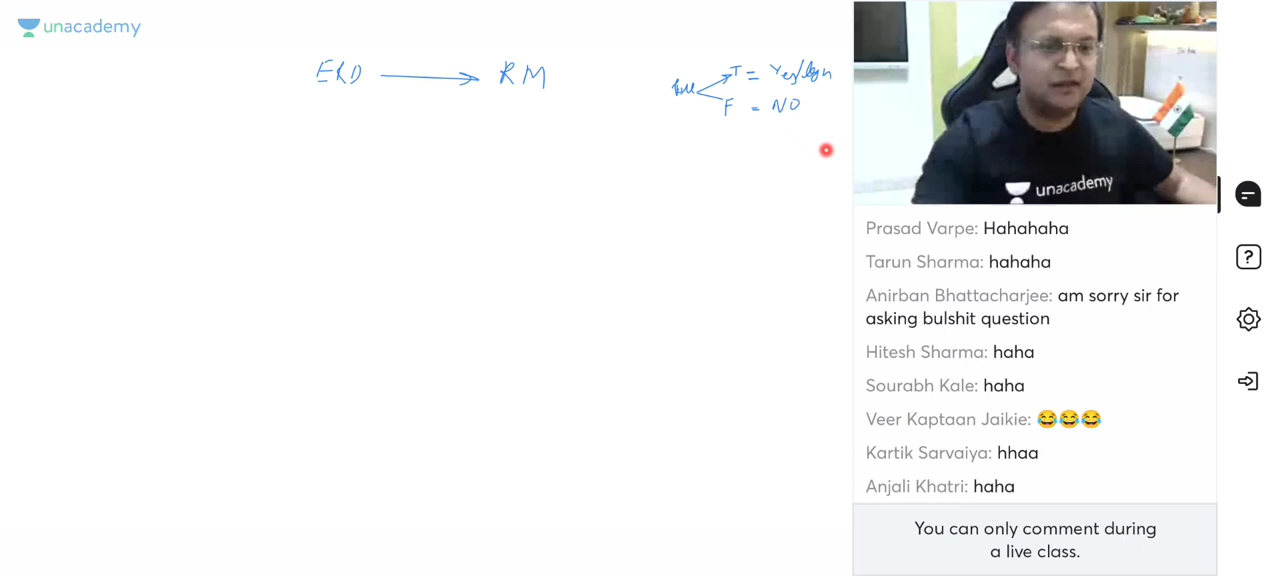 unacademy
ERD → RM
T = Yes/
F = NO
unacademy
Prasad Varpe: Hahahaha
Tarun Sharma: hahaha
Anirban Bhattacharjee: am sorry sir for
asking bulshit question
Hitesh Sharma: haha
Sourabh Kale: haha
Veer Kaptaan Jaikie: 😂😂😂
Kartik Sarvaiya: hhaa
Anjali Khatri: haha
You can only comment during
a live class.